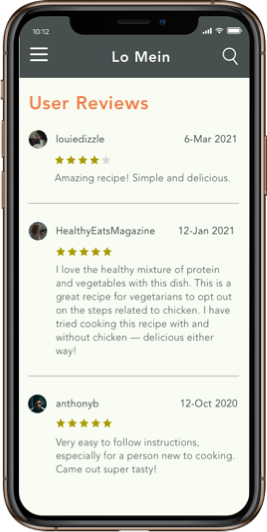 10:12
Lo Mein
User Reviews
louiedizzle 6-Mar 2021
Amazing recipe! Simple and delicious.
HealthyEatsMagazine 12-Jan 2021
I love the healthy mixture of protein
and vegetables with this dish. This is a
great recipe for vegetarians to opt out
on the steps related to chicken. I have
tried cooking this recipe with and
without chicken — delicious either
way!
anthonyb 12-Oct 2020
Very easy to follow instructions,
especially for a person new to cooking.
Came out super tasty!